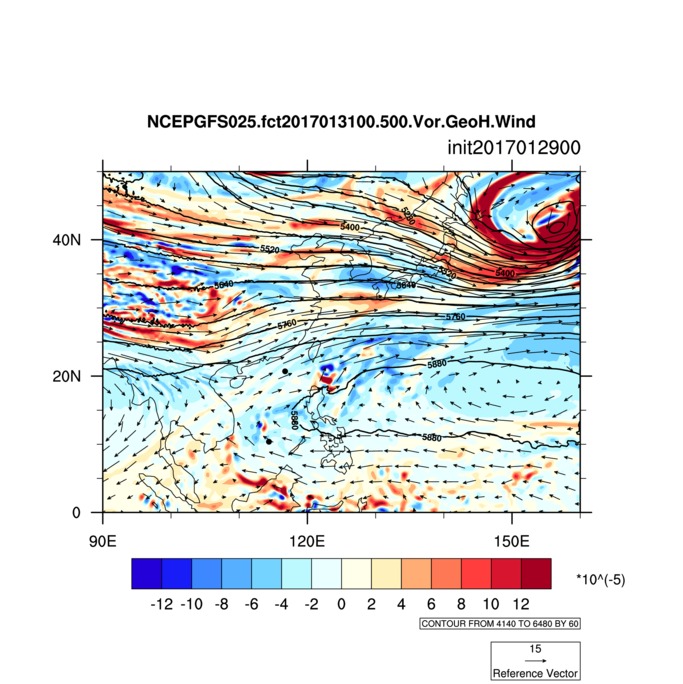 NCEPGFS025.fct2017013100.500.Vor.GeoH.Wind
init2017012900
5400
5520
5640
5640
5400
5760
5760
5880
5880
5880
40N
20N
0
90E 120E 150E
-12 -10 -8 -6 -4 -2 0 2 4 6 8 10 12
*10^(-5)
CONTOUR FROM 4140 TO 6480 BY 60
15
Reference Vector